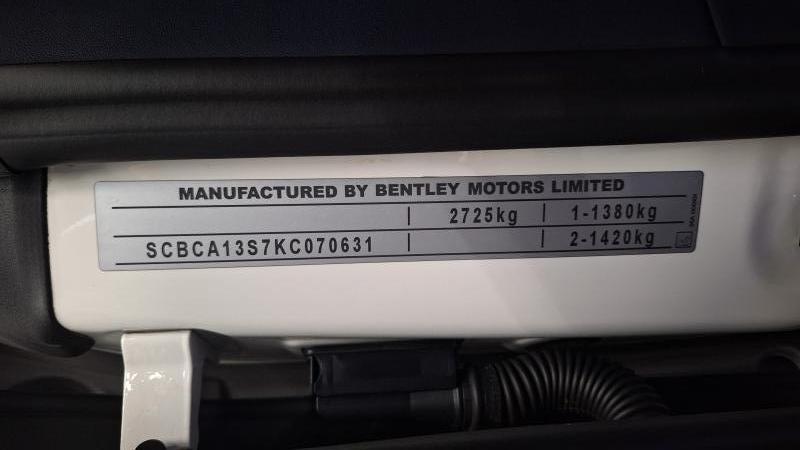 MANUFACTURED BY BENTLEY MOTORS LIMITED
2725kg 1-1380kg
SCBCA13S7KC070631 2-1420kg